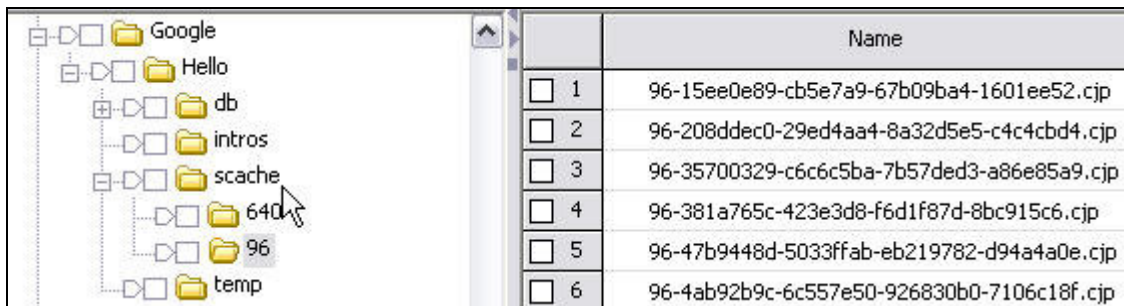 Google
Hello
db
intros
scache
640
96
temp
Name
1 96-15ee0e89-cb5e7a9-67b09ba4-1601ee52.cjp
2 96-208ddec0-29ed4aa4-8a32d5e5-c4c4cbd4.cjp
3 96-35700329-c6c6c5ba-7b57ded3-a86e85a9.cjp
4 96-381a765c-423e3d8-f6d1f87d-8bc915c6.cjp
5 96-47b9448d-5033ffab-eb219782-d94a4a0e.cjp
6 96-4ab92b9c-6c557e50-926830b0-7106c18f.cjp